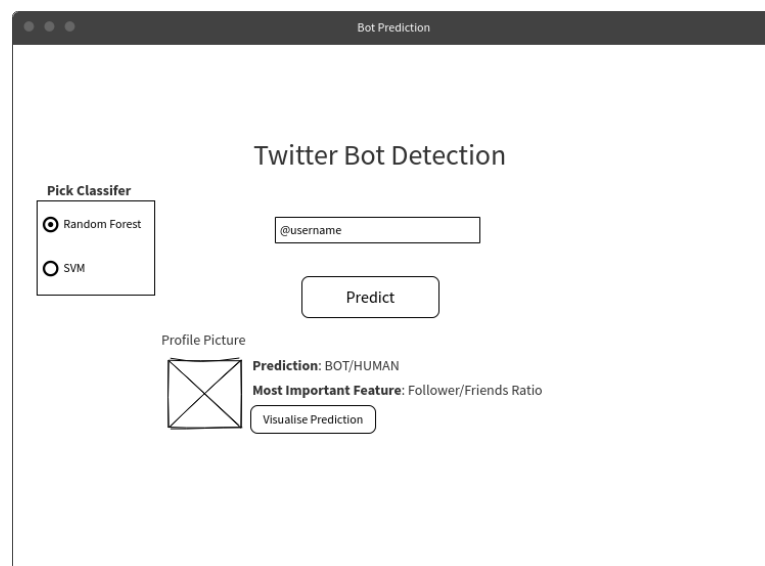 Bot Prediction
Twitter Bot Detection
Pick Classifer
Random Forest
SVM
@username
Predict
Profile Picture
Prediction: BOT/HUMAN
Most Important Feature: Follower/Friends Ratio
Visualise Prediction